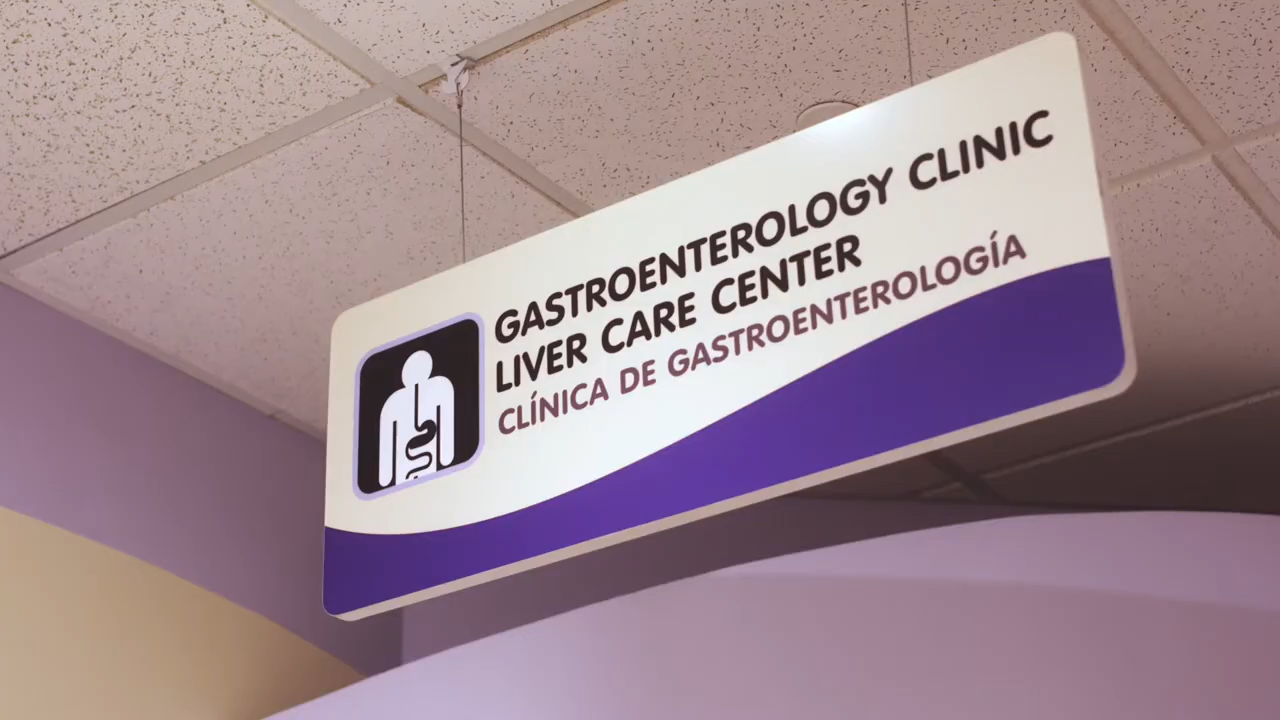 GASTROENTEROLOGY CLINIC
LIVER CARE CENTER
CLÍNICA DE GASTROENTEROLOGÍA